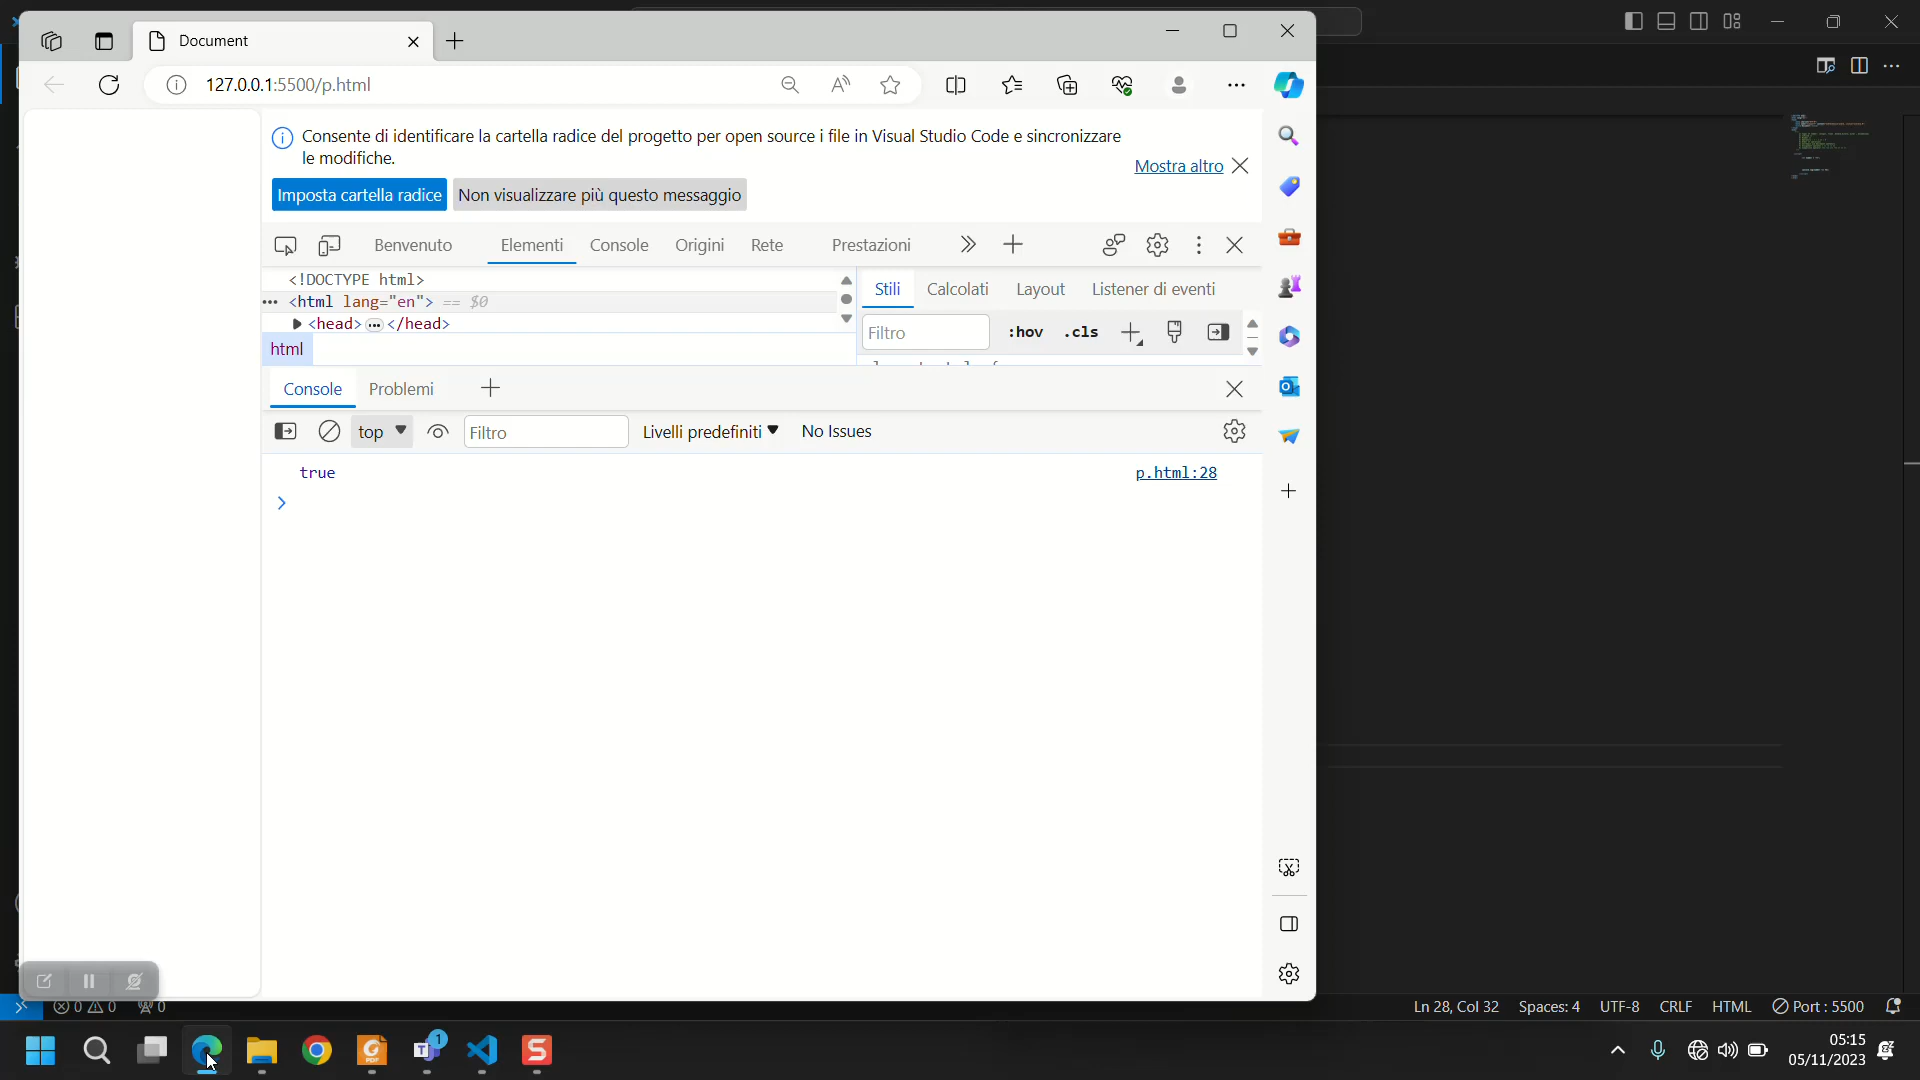 Document
127.0.0.1:5500/p.html
Consente di identificare la cartella radice del progetto per open source i file in Visual Studio Code e sincronizzare
le modifiche.
Mostra altro
Imposta cartella radice
Non visualizzare più questo messaggio
Benvenuto
Elementi
Console
Origini
Rete
Prestazioni
<!DOCTYPE html>
<html lang="en"> == $0
<head> … </head>
html
Stili
Calcolati
Layout
Listener di eventi
Filtro
:hov
.cls
Console
Problemi
top
Filtro
Livelli predefiniti
No Issues
true
p.html:28
>
0 0 0
Ln 28, Col 32
Spaces: 4
UTF-8
CRLF
HTML
Port : 5500
1
05:15
05/11/2023